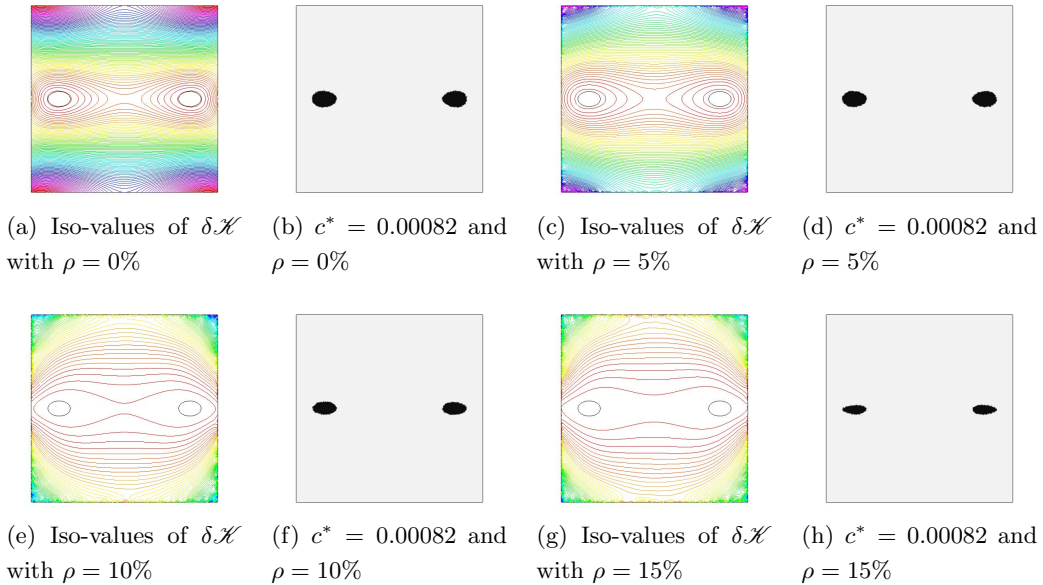 (a) Iso-values of δ𝒦
with ρ = 0%
(b) c* = 0.00082 and
ρ = 0%
(c) Iso-values of δ𝒦
with ρ = 5%
(d) c* = 0.00082 and
ρ = 5%
(e) Iso-values of δ𝒦
with ρ = 10%
(f) c* = 0.00082 and
ρ = 10%
(g) Iso-values of δ𝒦
with ρ = 15%
(h) c* = 0.00082 and
ρ = 15%